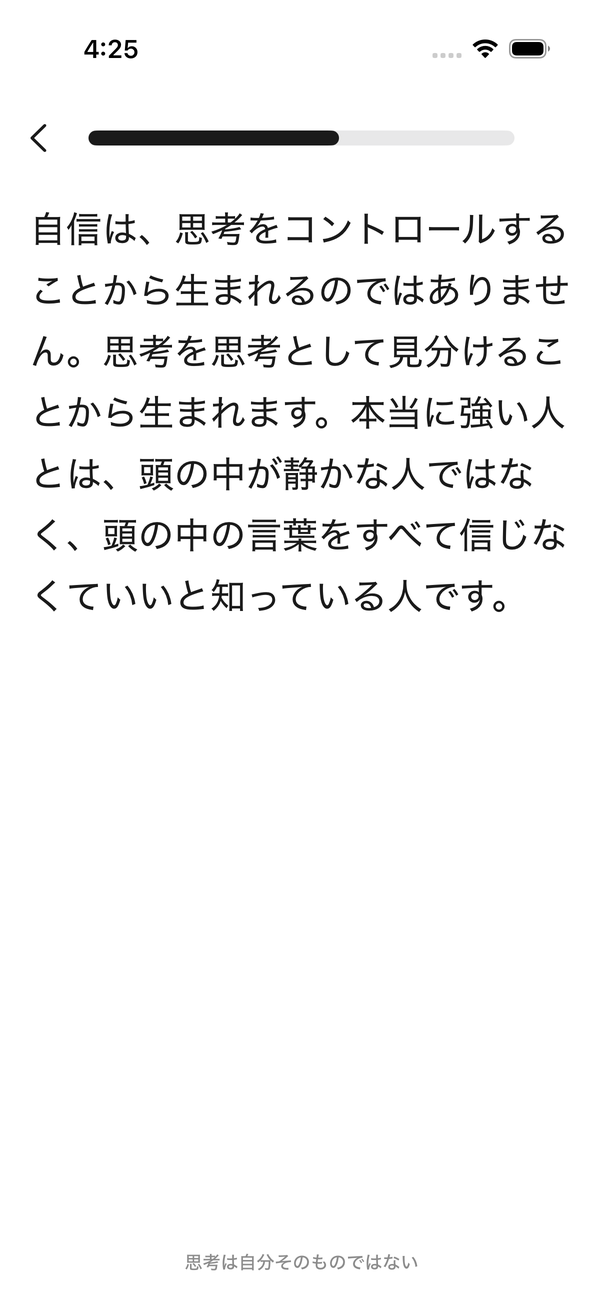 4:25
自信は、思考をコントロールする
ことから生まれるのではありませ
ん。思考を思考として見分けるこ
とから生まれます。本当に強い人
とは、頭の中が静かな人ではな
く、頭の中の言葉をすべて信じな
くていいと知っている人です。
思考は自分そのものではない